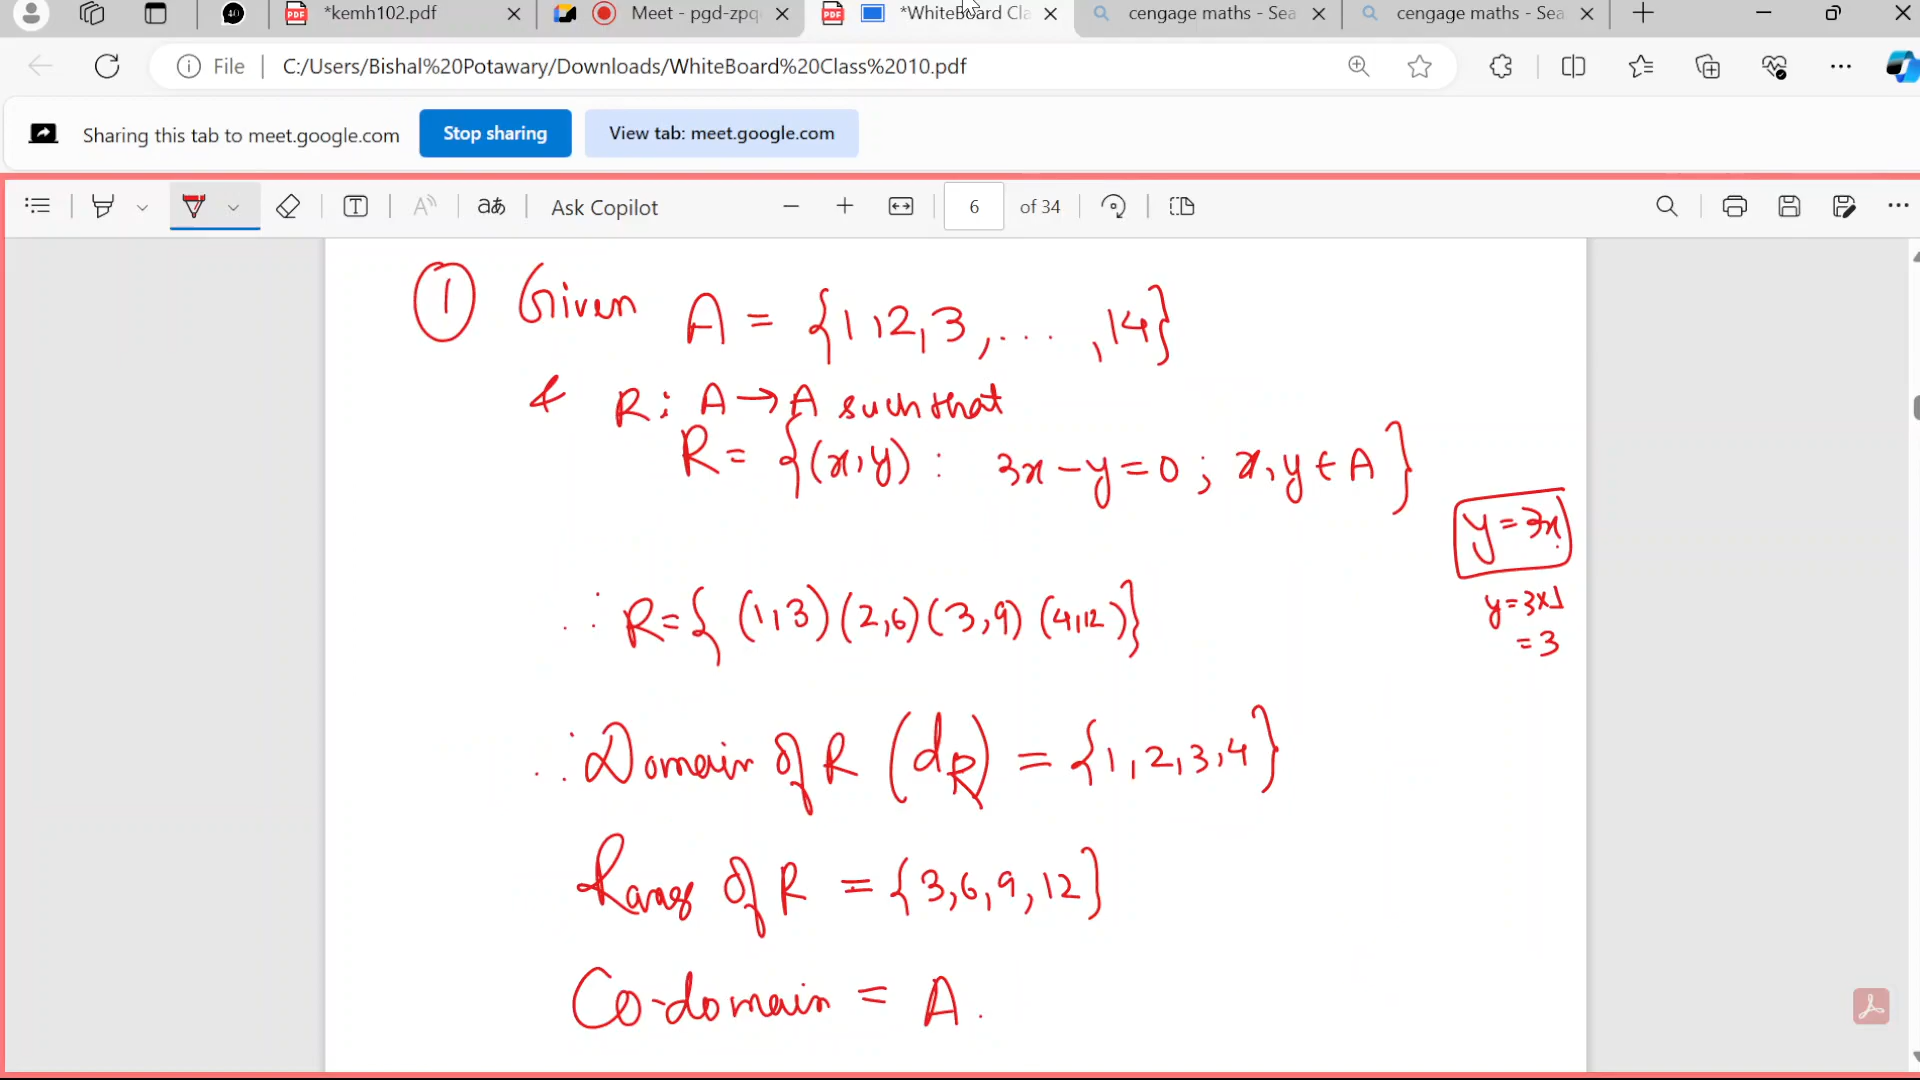 40 *kemh102.pdf Meet - pgd-zpq *WhiteBoard Cla cengage maths - Sea cengage maths - Sea
File C:/Users/Bishal%20Potawary/Downloads/WhiteBoard%20Class%2010.pdf
Sharing this tab to meet.google.com Stop sharing View tab: meet.google.com
Ask Copilot 6 of 34
① Given A = {1,2,3,...,14}
& R: A→A such that
R = {(x,y) : 3x-y=0; x,y∈A}
y=3x
y=3x1
=3
∴ R={(1,3)(2,6)(3,9)(4,12)}
∴ Domain of R (dR) = {1,2,3,4}
Range of R = {3,6,9,12}
Co-domain = A.